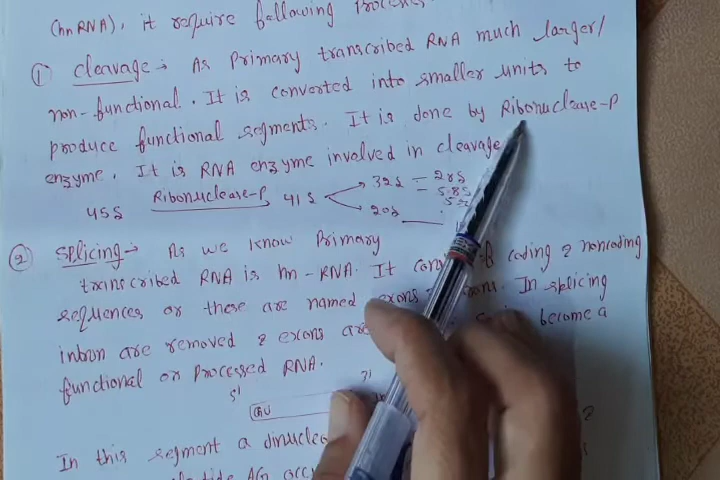 (hnRNA), it require following
① cleavage → As Primary transcribed RNA much larger/
non-functional. It is converted into smaller units to
produce functional segments. It is done by Ribonuclease-P
enzyme. It is RNA enzyme involved in cleavage
45S Ribonuclease-P 41S 32S = 28S
= 5.8S
20S
② Splicing → As we know Primary
transcribed RNA is hn-RNA. It coding & noncoding
sequences or these are named exons In splicing
intron are removed & exons are become a
functional or Processed RNA.
5' 3'
GU
In this segment a
AG